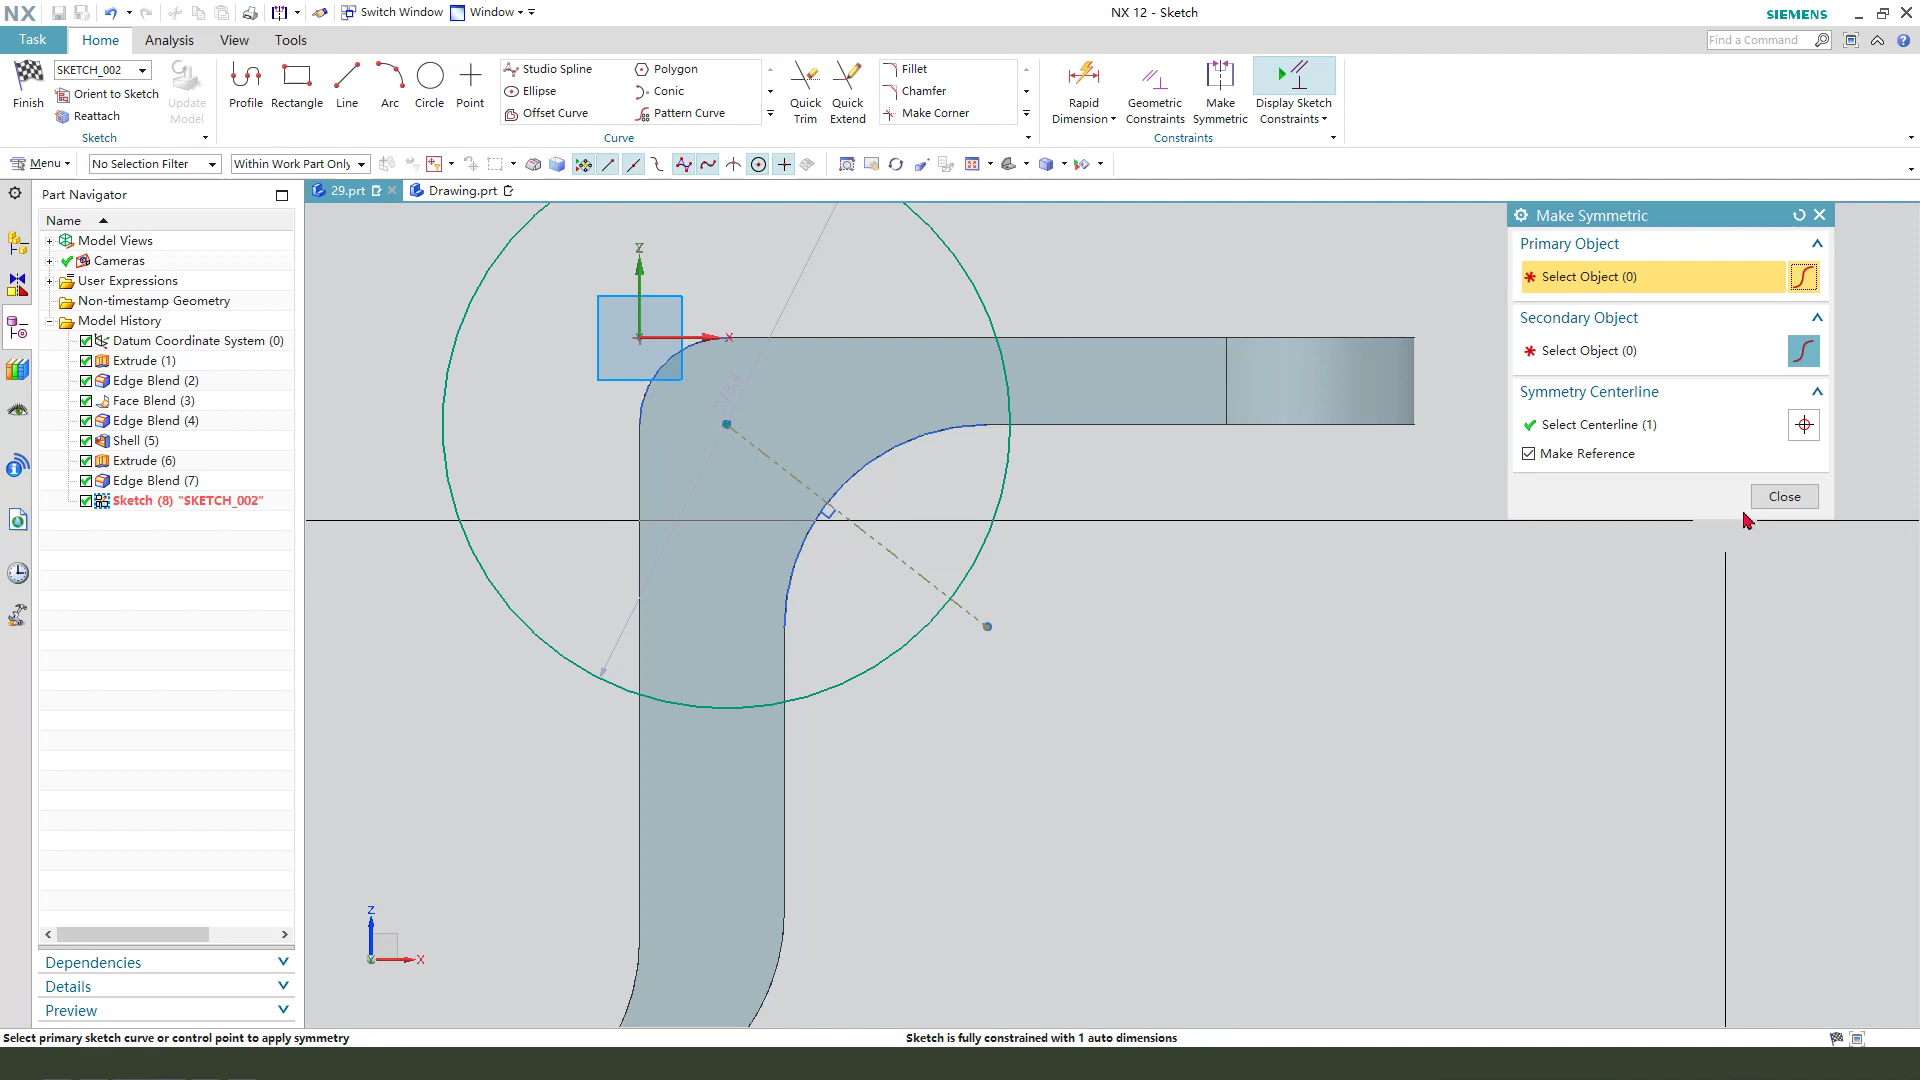 NX
Switch Window
Window
NX 12 - Sketch
SIEMENS
Task
Home
Analysis
View
Tools
Find a Command
Finish
SKETCH_002
Orient to Sketch
Reattach
Update
Model
Sketch
Profile
Rectangle
Line
Arc
Circle
Point
Studio Spline
Ellipse
Offset Curve
Polygon
Conic
Pattern Curve
Curve
Quick
Trim
Quick
Extend
Fillet
Chamfer
Make Corner
Rapid
Dimension
Geometric
Constraints
Make
Symmetric
Display Sketch
Constraints
Constraints
Menu
No Selection Filter
Within Work Part Only
Part Navigator
29.prt
Drawing.prt
Name
Model Views
Cameras
User Expressions
Non-timestamp Geometry
Model History
Datum Coordinate System (0)
Extrude (1)
Edge Blend (2)
Face Blend (3)
Edge Blend (4)
Shell (5)
Extrude (6)
Edge Blend (7)
Sketch (8) "SKETCH_002"
Dependencies
Details
Preview
Y
X
Z
X
Y
Make Symmetric
Primary Object
* Select Object (0)
Secondary Object
* Select Object (0)
Symmetry Centerline
Select Centerline (1)
Make Reference
Close
Select primary sketch curve or control point to apply symmetry
Sketch is fully constrained with 1 auto dimensions